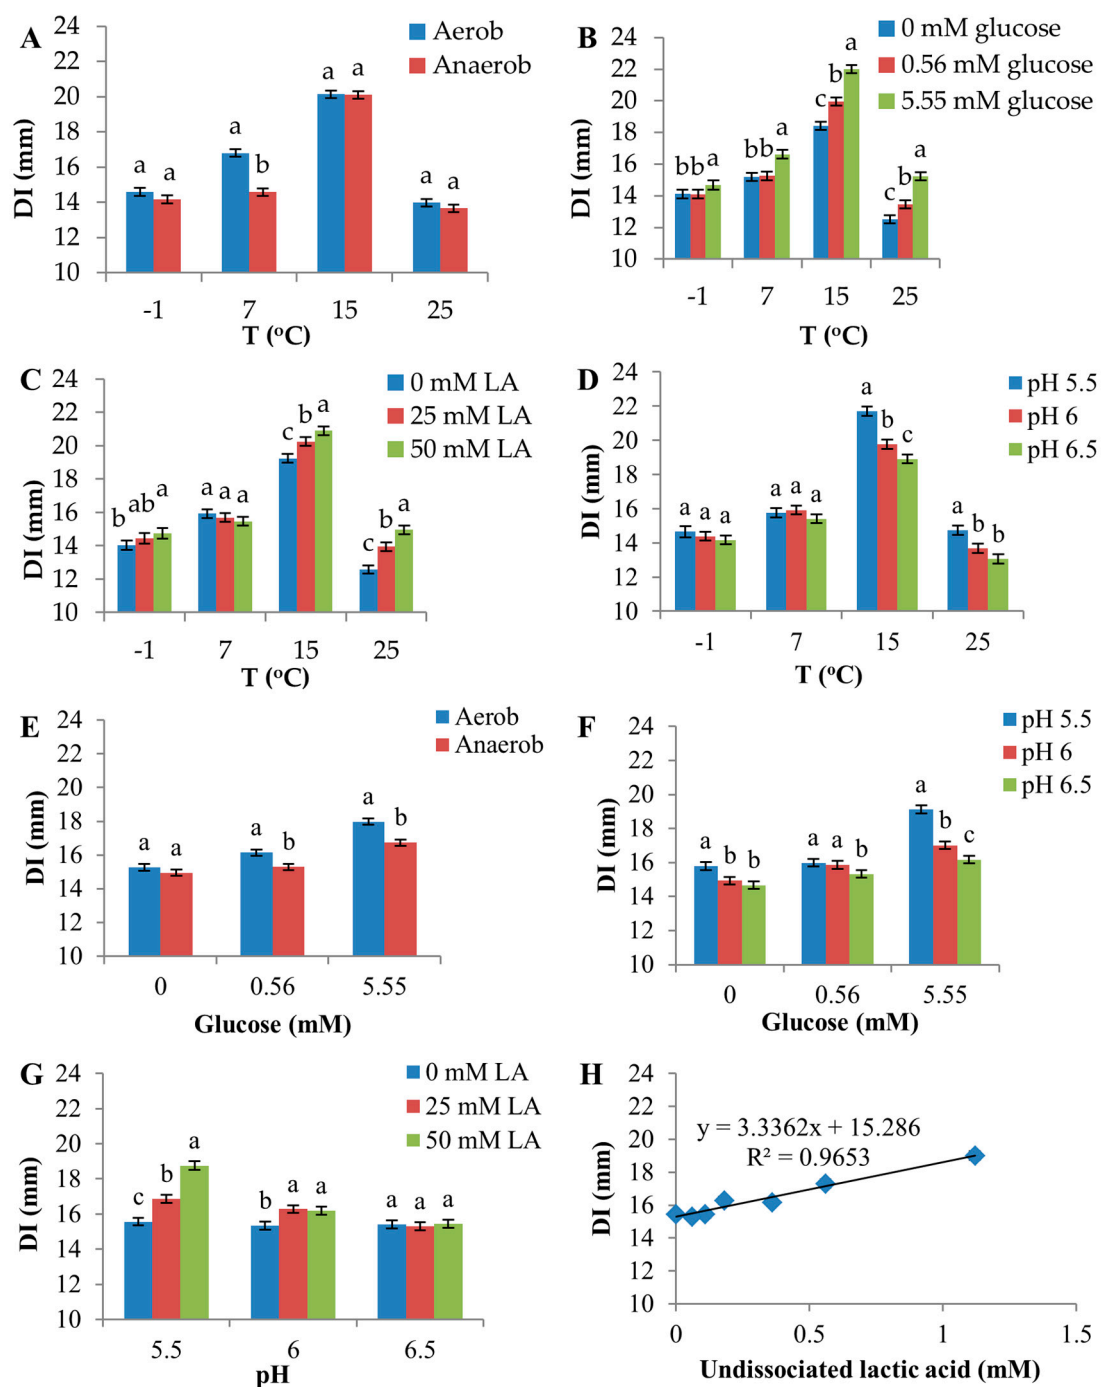 A
Aerob
Anaerob
DI (mm)
24
22
20
18
16
14
12
10
a a
a b
a a
a a
-1 7 15 25
T (°C)
B
0 mM glucose
0.56 mM glucose
5.55 mM glucose
DI (mm)
24
22
20
18
16
14
12
10
b b a
b b a
c b a
c b a
-1 7 15 25
T (°C)
C
0 mM LA
25 mM LA
50 mM LA
DI (mm)
24
22
20
18
16
14
12
10
b ab a
a a a
c b a
c b a
-1 7 15 25
T (°C)
D
pH 5.5
pH 6
pH 6.5
DI (mm)
24
22
20
18
16
14
12
10
a a a
a a a
a b c
a b b
-1 7 15 25
T (°C)
E
Aerob
Anaerob
DI (mm)
24
22
20
18
16
14
12
10
a a
a b
a b
0 0.56 5.55
Glucose (mM)
F
pH 5.5
pH 6
pH 6.5
DI (mm)
24
22
20
18
16
14
12
10
a b b
a a b
a b c
0 0.56 5.55
Glucose (mM)
G
0 mM LA
25 mM LA
50 mM LA
DI (mm)
24
22
20
18
16
14
12
10
c b a
b a a
a a a
5.5 6 6.5
pH
H
y = 3.3362x + 15.286
R² = 0.9653
DI (mm)
24
22
20
18
16
14
12
10
0 0.5 1 1.5
Undissociated lactic acid (mM)